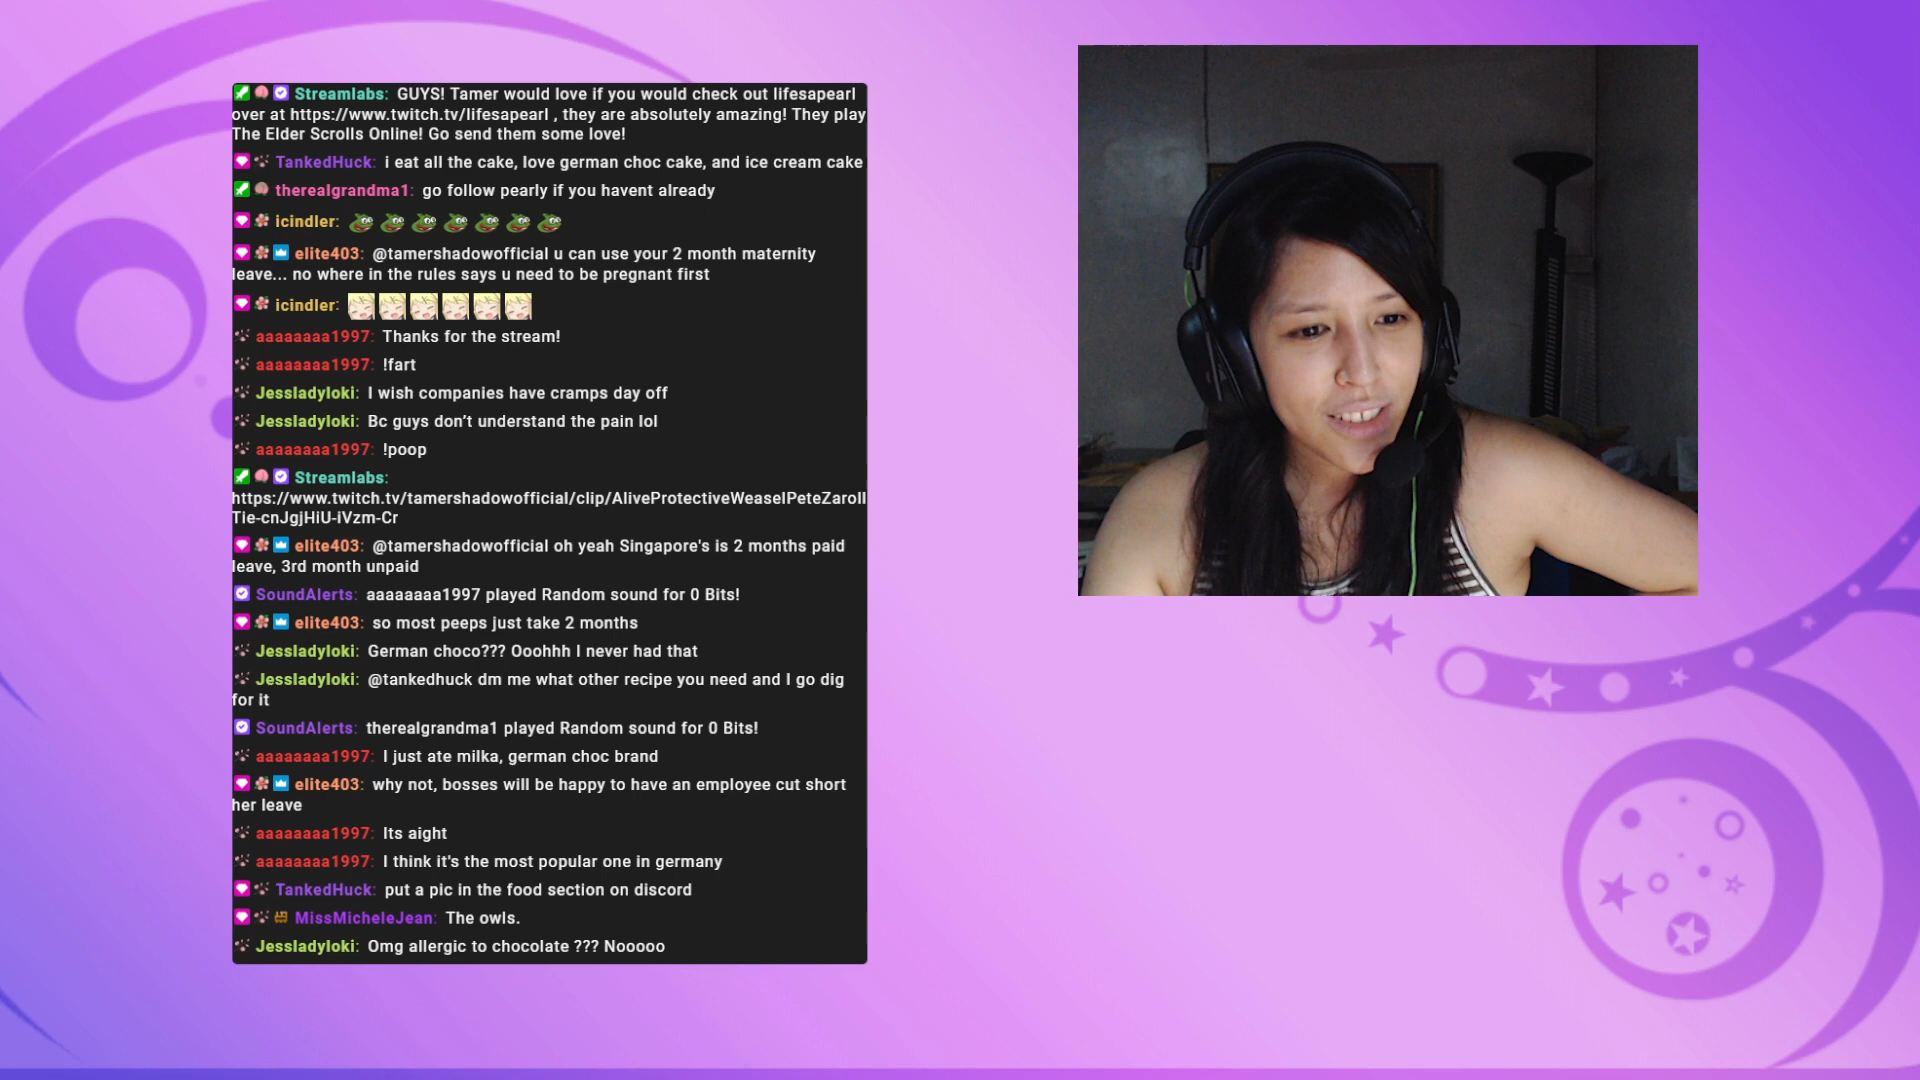 Streamlabs: GUYS! Tamer would love if you would check out lifesapearl
over at https://www.twitch.tv/lifesapearl , they are absolutely amazing! They play
The Elder Scrolls Online! Go send them some love!
TankedHuck: i eat all the cake, love german choc cake, and ice cream cake
therealgrandma1: go follow pearly if you havent already
icindler:
elite403: @tamershadowofficial u can use your 2 month maternity
leave... no where in the rules says u need to be pregnant first
icindler:
aaaaaaaa1997: Thanks for the stream!
aaaaaaaa1997: !fart
Jessladyloki: I wish companies have cramps day off
Jessladyloki: Bc guys don’t understand the pain lol
aaaaaaaa1997: !poop
Streamlabs:
https://www.twitch.tv/tamershadowofficial/clip/AliveProtectiveWeaselPeteZaroll
Tie-cnJgjHiU-iVzm-Cr
elite403: @tamershadowofficial oh yeah Singapore's is 2 months paid
leave, 3rd month unpaid
SoundAlerts: aaaaaaaa1997 played Random sound for 0 Bits!
elite403: so most peeps just take 2 months
Jessladyloki: German choco??? Ooohhh I never had that
Jessladyloki: @tankedhuck dm me what other recipe you need and I go dig
for it
SoundAlerts: therealgrandma1 played Random sound for 0 Bits!
aaaaaaaa1997: I just ate milka, german choc brand
elite403: why not, bosses will be happy to have an employee cut short
her leave
aaaaaaaa1997: Its aight
aaaaaaaa1997: I think it's the most popular one in germany
TankedHuck: put a pic in the food section on discord
MissMicheleJean: The owls.
Jessladyloki: Omg allergic to chocolate ??? Nooooo